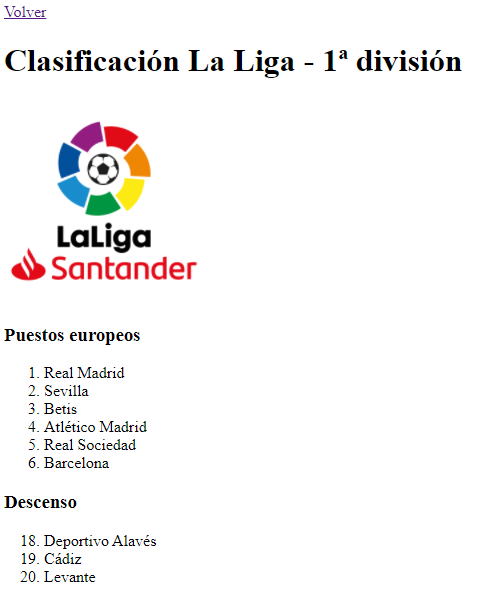 Volver
Clasificación La Liga - 1ª división
LaLiga
Santander
Puestos europeos
1. Real Madrid
2. Sevilla
3. Betis
4. Atlético Madrid
5. Real Sociedad
6. Barcelona
Descenso
18. Deportivo Alavés
19. Cádiz
20. Levante